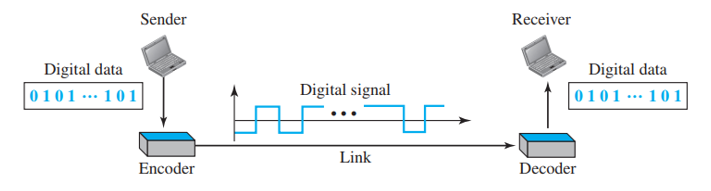 Sender
Receiver
Digital data
Digital data
0 1 0 1 ··· 1 0 1
Digital signal
0 1 0 1 ··· 1 0 1
Link
Encoder
Decoder